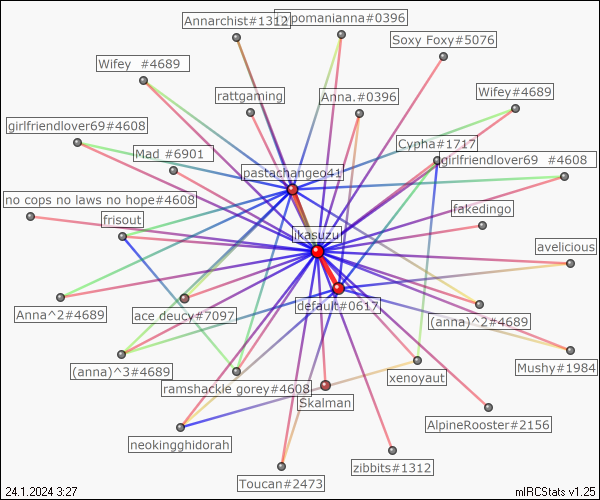 Annarchist#1312
pomanianna#0396
Soxy Foxy#5076
Wifey #4689
rattgaming
Anna.#0396
Wifey#4689
girlfriendlover69#4608
Mad #6901
Cypha#1717
girlfriendlover69 #4608
pastachangeo41
no cops no laws no hope#4608
frisout
fakedingo
ikasuzu
avelicious
Anna^2#4689
ace deucy#7097
default#0617
(anna)^2#4689
(anna)^3#4689
ramshackle gorey#4608
xenoyaut
Mushy#1984
Skalman
AlpineRooster#2156
neokingghidorah
zibbits#1312
Toucan#2473
24.1.2024 3:27
mIRCStats v1.25